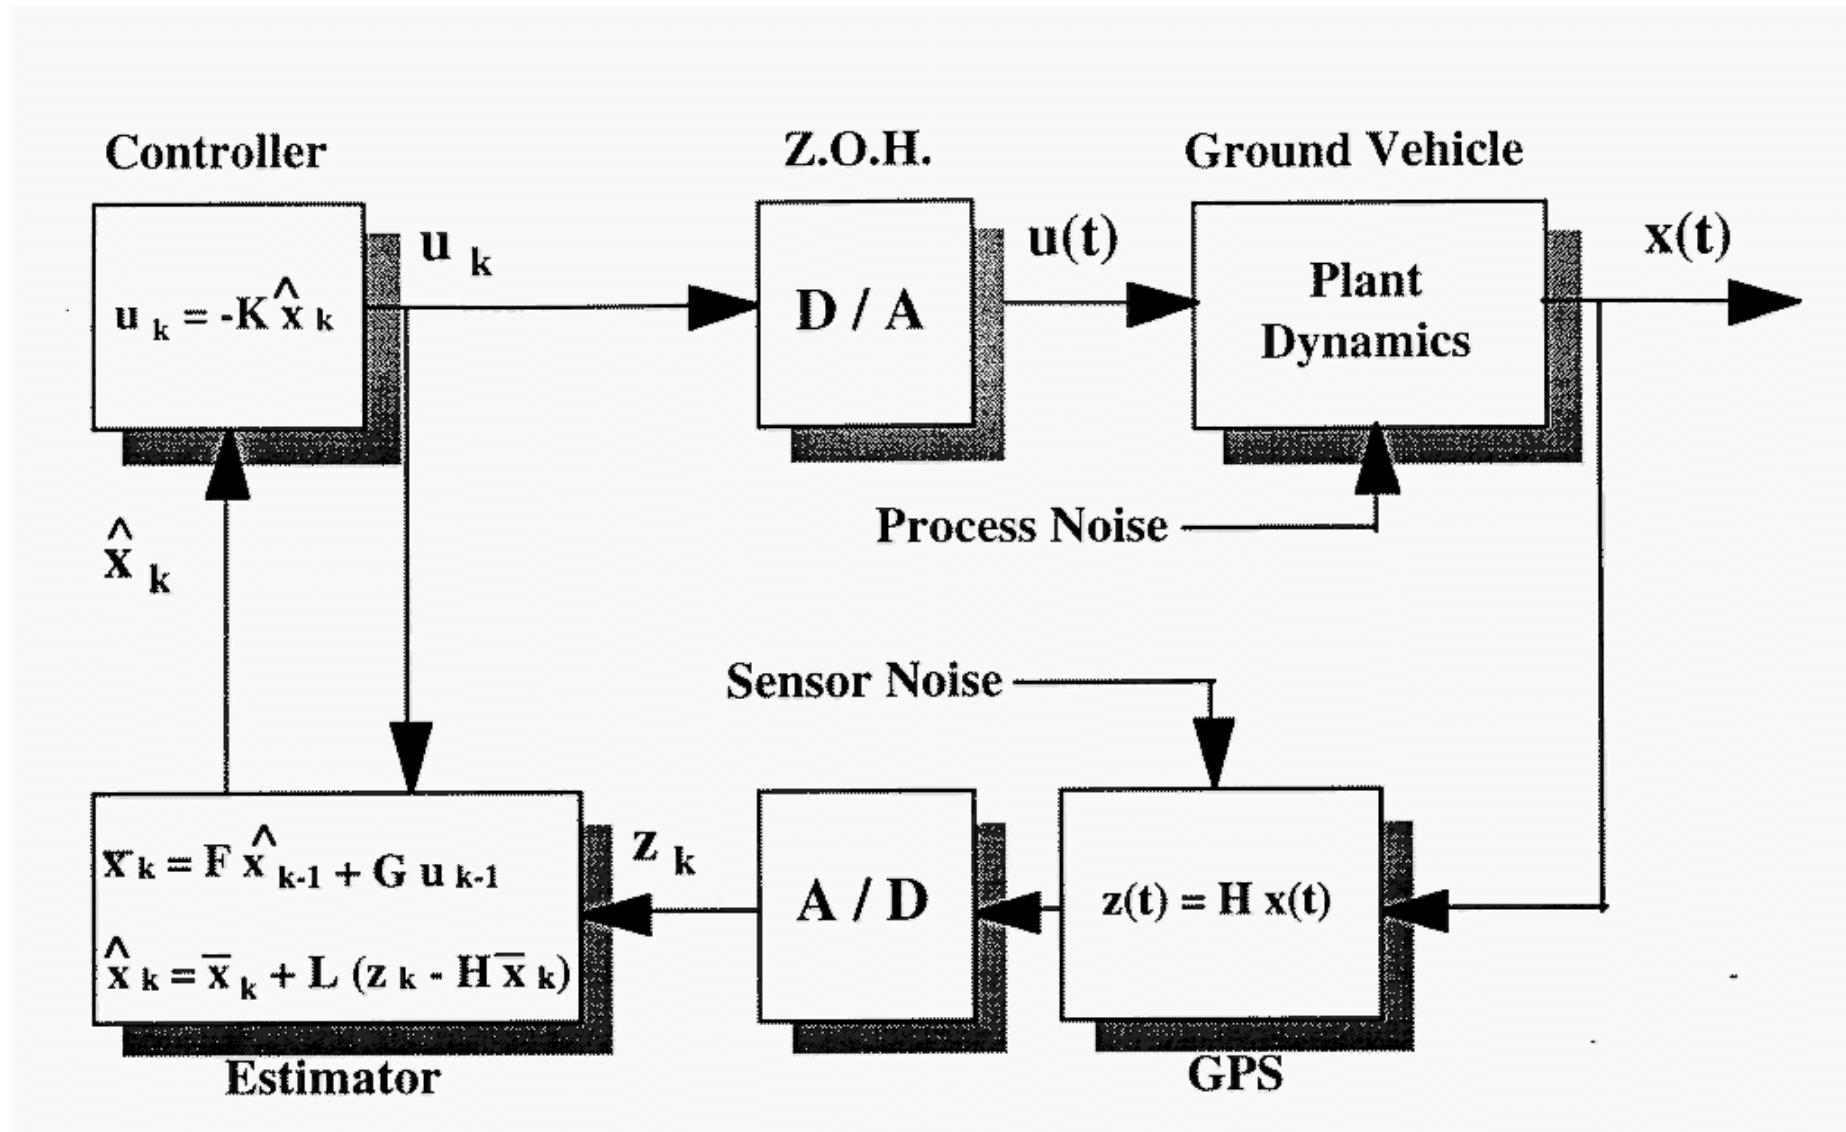 Controller
Z.O.H.
Ground Vehicle
u k = -K x̂ k
u k
D / A
u(t)
Plant
Dynamics
x(t)
Process Noise
x̂ k
Sensor Noise
x̅ k = F x̂ k-1 + G u k-1
x̂ k = x̅ k + L (z k - H x̅ k)
z k
A / D
z(t) = H x(t)
Estimator
GPS